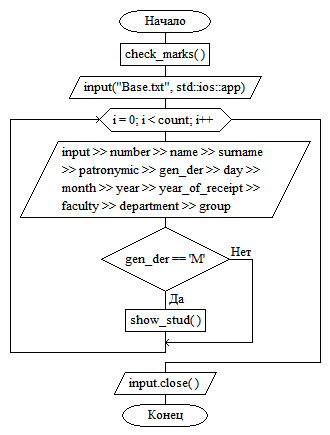 Начало
check_marks( )
input("Base.txt", std::ios::app)
i = 0; i < count; i++
input >> number >> name >> surname
>> patronymic >> gen_der >> day >>
month >> year >> year_of_receipt >>
faculty >> department >> group
gen_der == 'M'
Нет
Да
show_stud( )
input.close( )
Конец